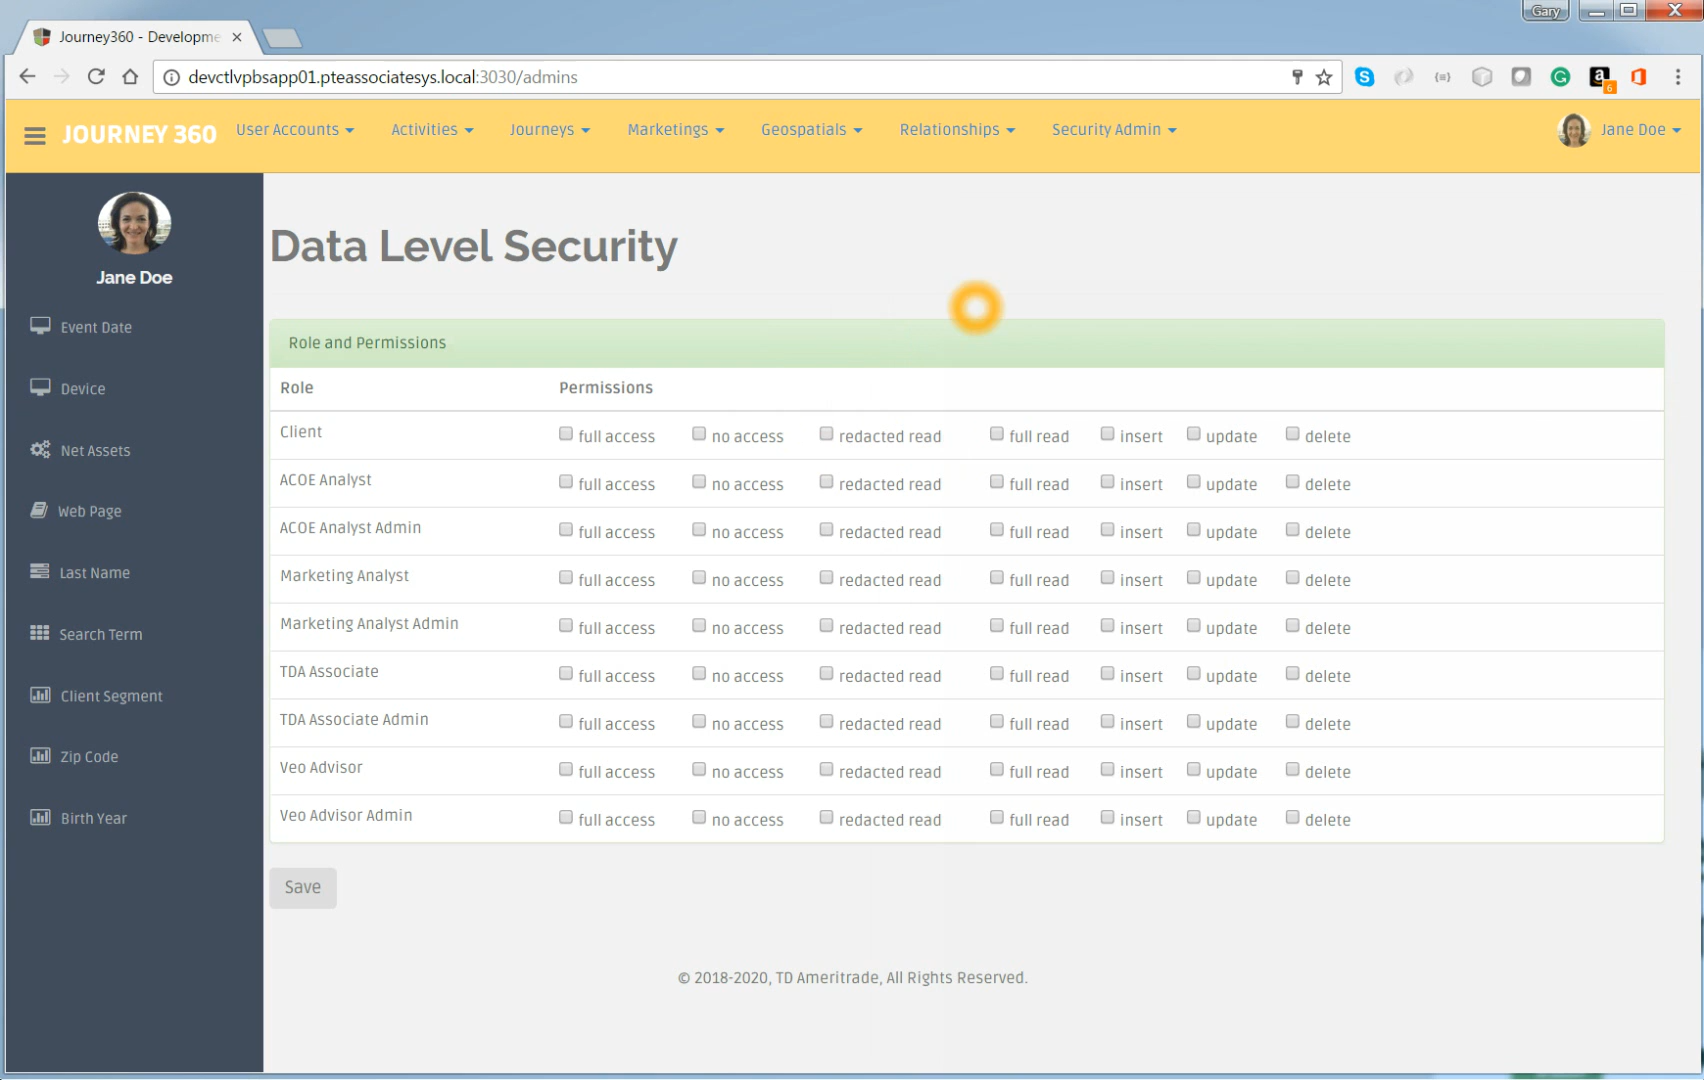 Gary
Journey360 - Developme
devctlvpbsapp01.pteassociatesys.local:3030/admins
6
JOURNEY 360 User Accounts Activities Journeys Marketings Geospatials Relationships Security Admin Jane Doe
Jane Doe
Event Date
Device
Net Assets
Web Page
Last Name
Search Term
Client Segment
Zip Code
Birth Year
Data Level Security
Role and Permissions
Role Permissions
Client full access no access redacted read full read insert update delete
ACOE Analyst full access no access redacted read full read insert update delete
ACOE Analyst Admin full access no access redacted read full read insert update delete
Marketing Analyst full access no access redacted read full read insert update delete
Marketing Analyst Admin full access no access redacted read full read insert update delete
TDA Associate full access no access redacted read full read insert update delete
TDA Associate Admin full access no access redacted read full read insert update delete
Veo Advisor full access no access redacted read full read insert update delete
Veo Advisor Admin full access no access redacted read full read insert update delete
Save
© 2018-2020, TD Ameritrade, All Rights Reserved.